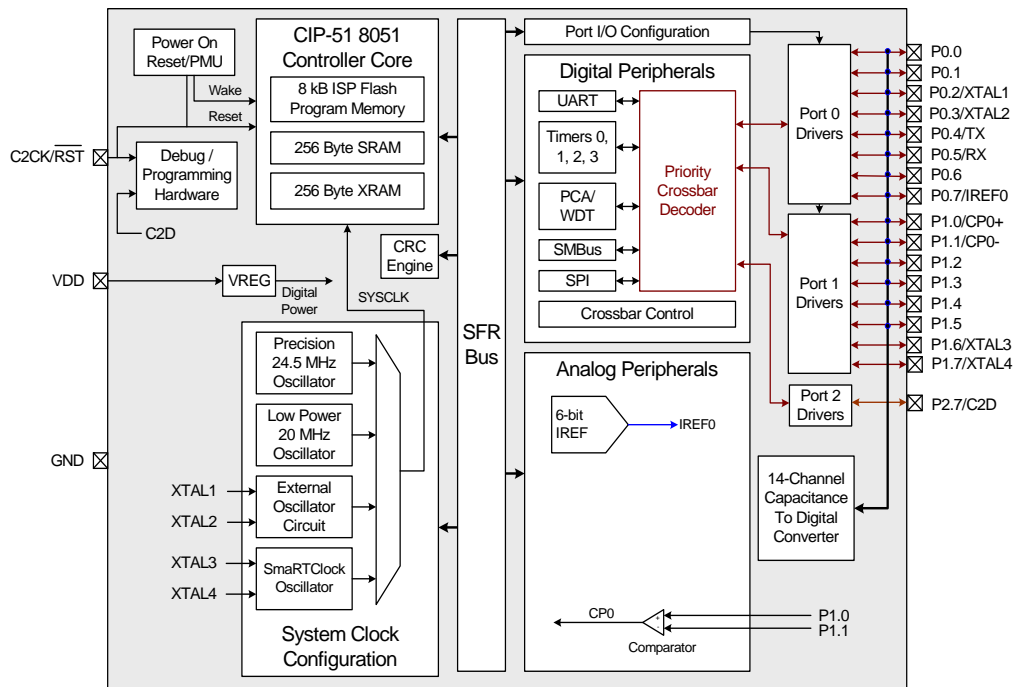 Power On
Reset/PMU
Wake
Reset
C2CK/RST
Debug /
Programming
Hardware
C2D
VDD
VREG
Digital
Power
GND
CIP-51 8051
Controller Core
8 kB ISP Flash
Program Memory
256 Byte SRAM
256 Byte XRAM
CRC
Engine
SYSCLK
Precision
24.5 MHz
Oscillator
Low Power
20 MHz
Oscillator
XTAL1
XTAL2
External
Oscillator
Circuit
XTAL3
XTAL4
SmaRTClock
Oscillator
System Clock
Configuration
SFR
Bus
Port I/O Configuration
Digital Peripherals
UART
Timers 0,
1, 2, 3
PCA/
WDT
SMBus
SPI
Priority
Crossbar
Decoder
Crossbar Control
Analog Peripherals
6-bit
IREF
IREF0
CP0
+
-
Comparator
P1.0
P1.1
Port 0
Drivers
Port 1
Drivers
Port 2
Drivers
14-Channel
Capacitance
To Digital
Converter
P0.0
P0.1
P0.2/XTAL1
P0.3/XTAL2
P0.4/TX
P0.5/RX
P0.6
P0.7/IREF0
P1.0/CP0+
P1.1/CP0-
P1.2
P1.3
P1.4
P1.5
P1.6/XTAL3
P1.7/XTAL4
P2.7/C2D